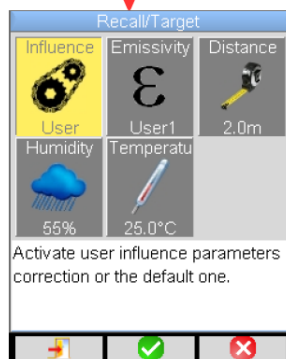 Recall/Target
Influence Emissivity Distance
User User1 2.0m
Humidity Temperatu
55% 25.0°C
Activate user influence parameters
correction or the default one.